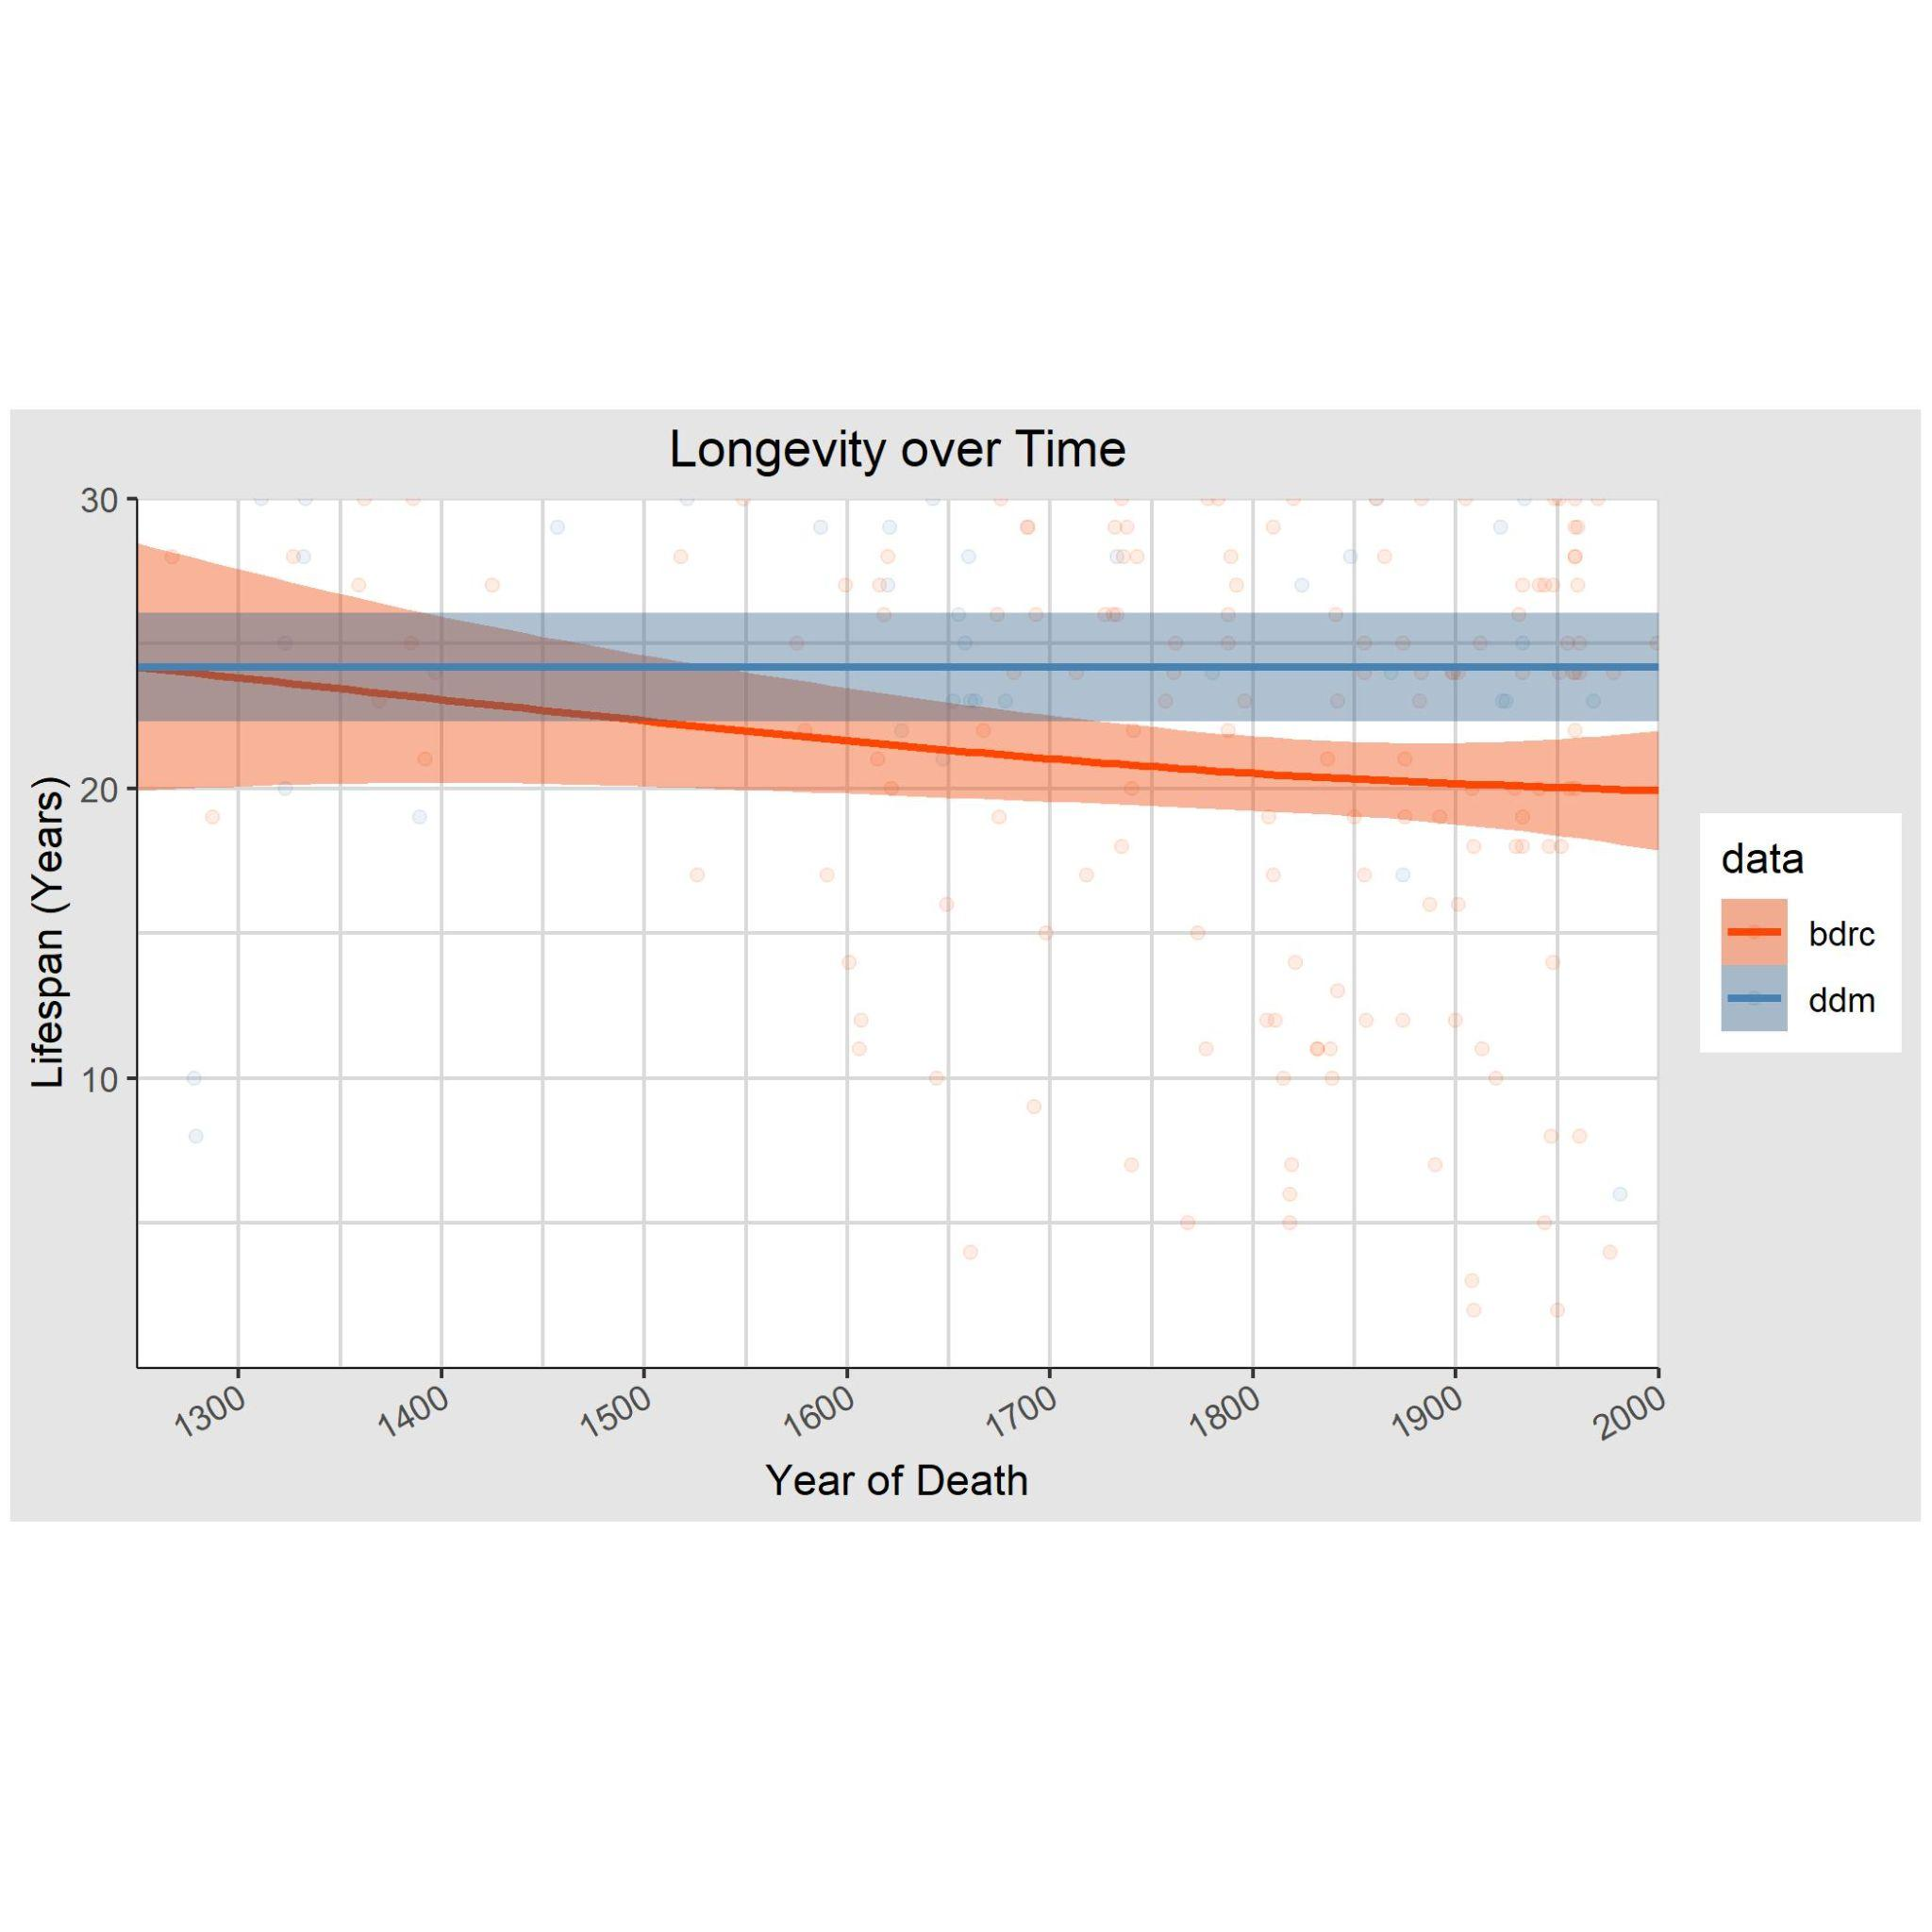 Longevity over Time
30
20
10
Lifespan (Years)
1300 1400 1500 1600 1700 1800 1900 2000
Year of Death
data
bdrc
ddm